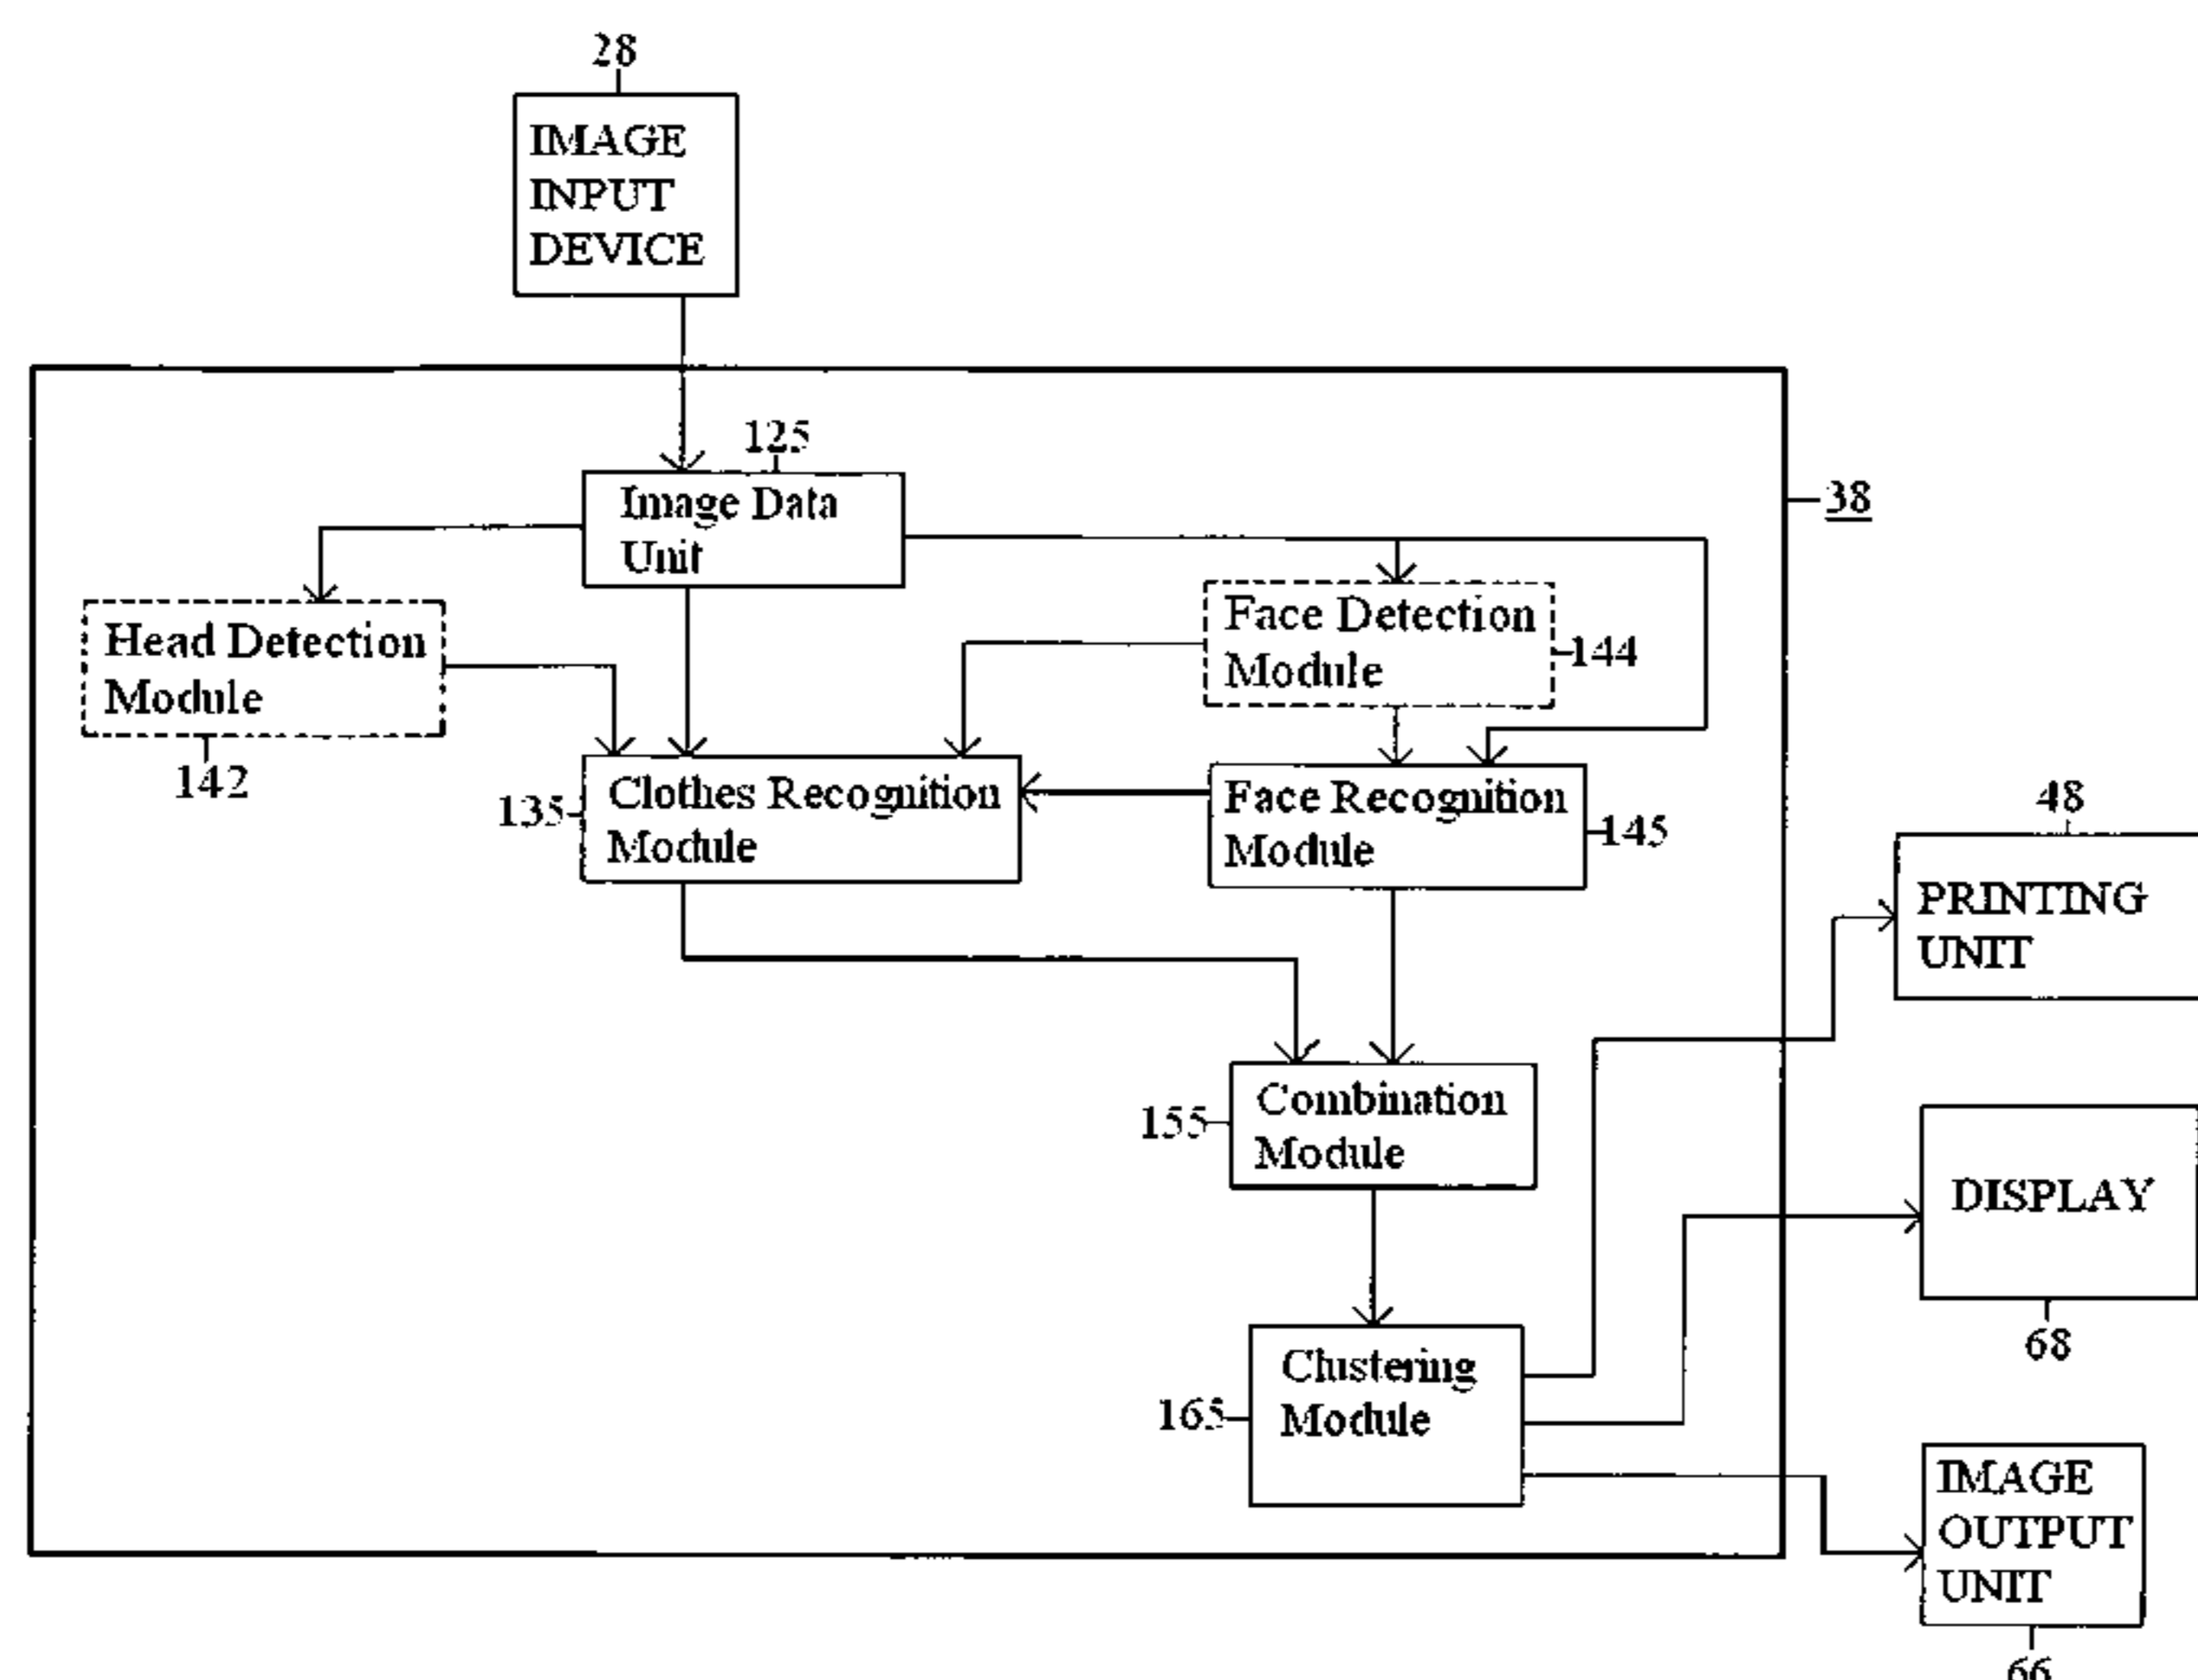 28
IMAGE
INPUT
DEVICE
125
Image Data
Unit
38
Head Detection
Module
142
Face Detection
Module
144
135
Clothes Recognition
Module
Face Recognition
Module
145
48
PRINTING
UNIT
155
Combination
Module
DISPLAY
68
165
Clustering
Module
IMAGE
OUTPUT
UNIT
66